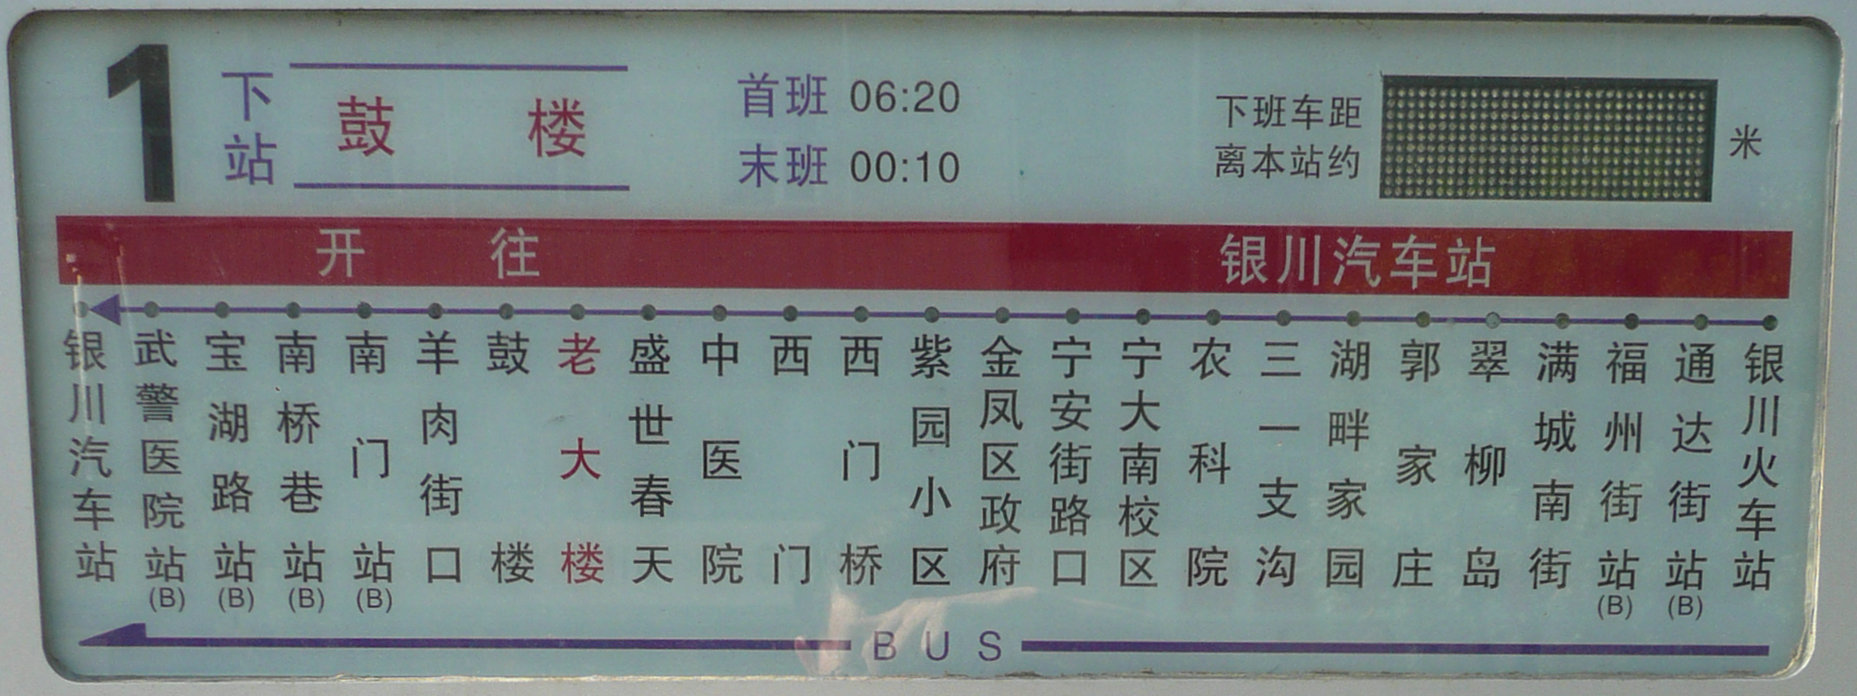 1
下站
鼓楼
首班 06:20
末班 00:10
下班车距
离本站约
米
开往 银川汽车站
银川汽车站
武警医院站(B)
宝湖路站(B)
南桥巷站(B)
南门站(B)
羊肉街口
鼓楼
老大楼
盛世春天
中医院
西门
西门桥
紫园小区
金凤区政府
宁安街路口
宁大南校区
农科院
三一支沟
湖畔家园
郭家庄
翠柳岛
满城南街
福州街站(B)
通达街站(B)
银川火车站
BUS